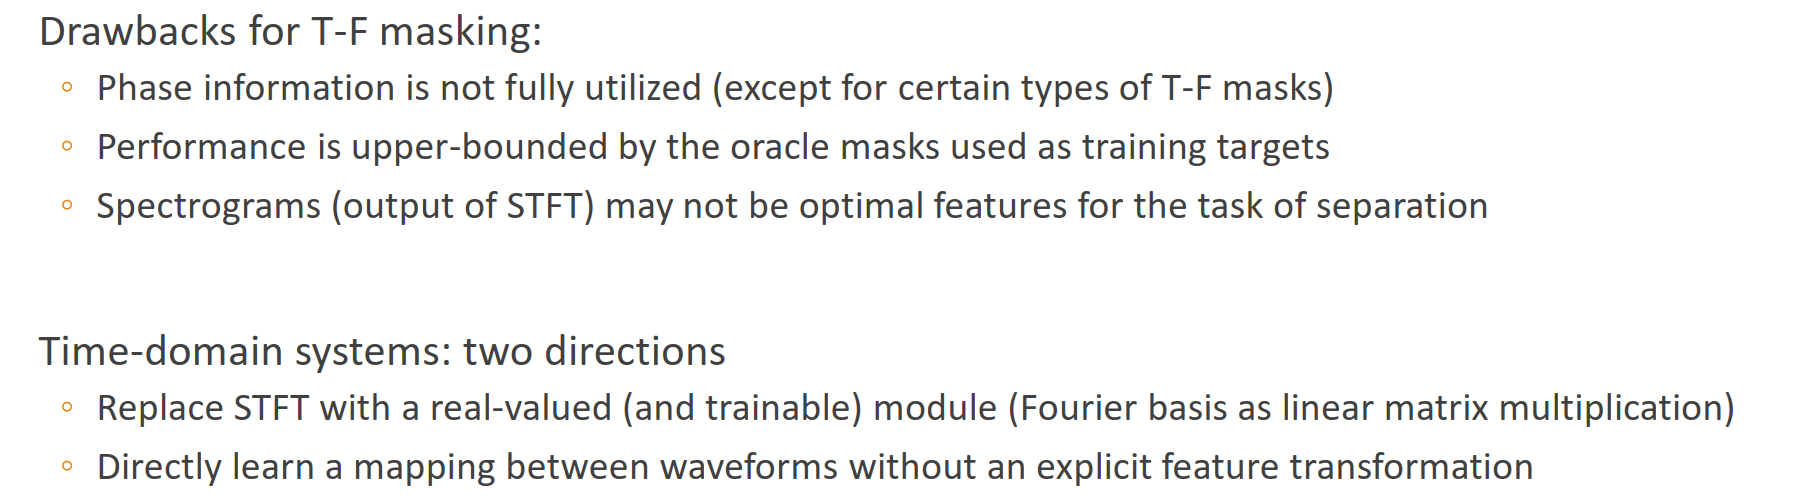 Drawbacks for T-F masking:
◦ Phase information is not fully utilized (except for certain types of T-F masks)
◦ Performance is upper-bounded by the oracle masks used as training targets
◦ Spectrograms (output of STFT) may not be optimal features for the task of separation
Time-domain systems: two directions
◦ Replace STFT with a real-valued (and trainable) module (Fourier basis as linear matrix multiplication)
◦ Directly learn a mapping between waveforms without an explicit feature transformation